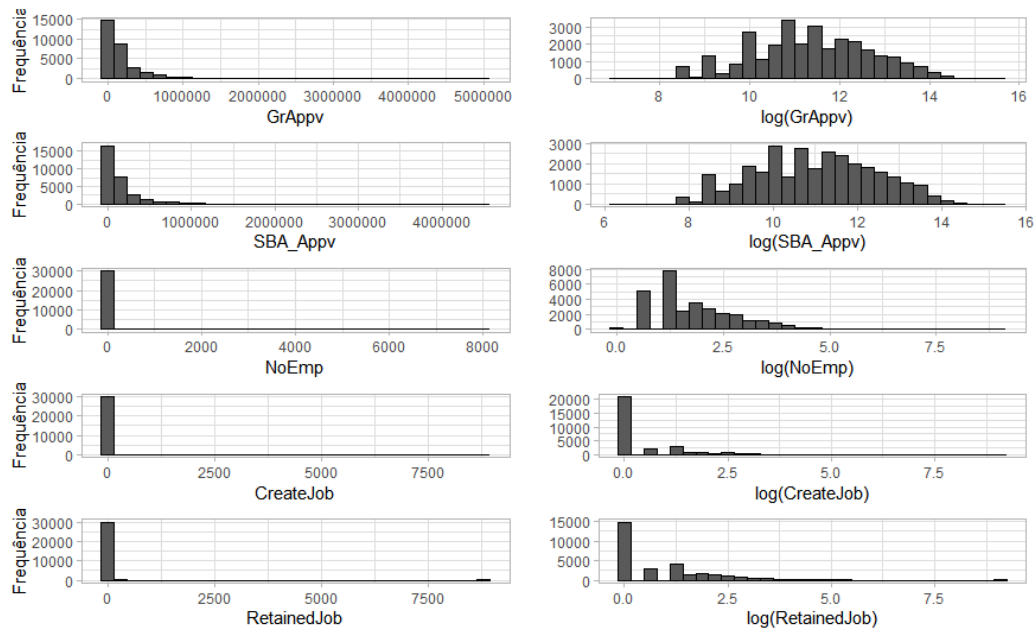 Frequência
15000
10000
5000
0
0 1000000 2000000 3000000 4000000 5000000
GrAppv
3000
2000
1000
0
8 10 12 14 16
log(GrAppv)
Frequência
15000
10000
5000
0
0 1000000 2000000 3000000 4000000
SBA_Appv
3000
2000
1000
0
6 8 10 12 14 16
log(SBA_Appv)
Frequência
30000
20000
10000
0
0 2000 4000 6000 8000
NoEmp
8000
6000
4000
2000
0
0.0 2.5 5.0 7.5
log(NoEmp)
Frequência
30000
20000
10000
0
0 2500 5000 7500
CreateJob
20000
15000
10000
5000
0
0.0 2.5 5.0 7.5
log(CreateJob)
Frequência
30000
20000
10000
0
0 2500 5000 7500
RetainedJob
15000
10000
5000
0
0.0 2.5 5.0 7.5
log(RetainedJob)